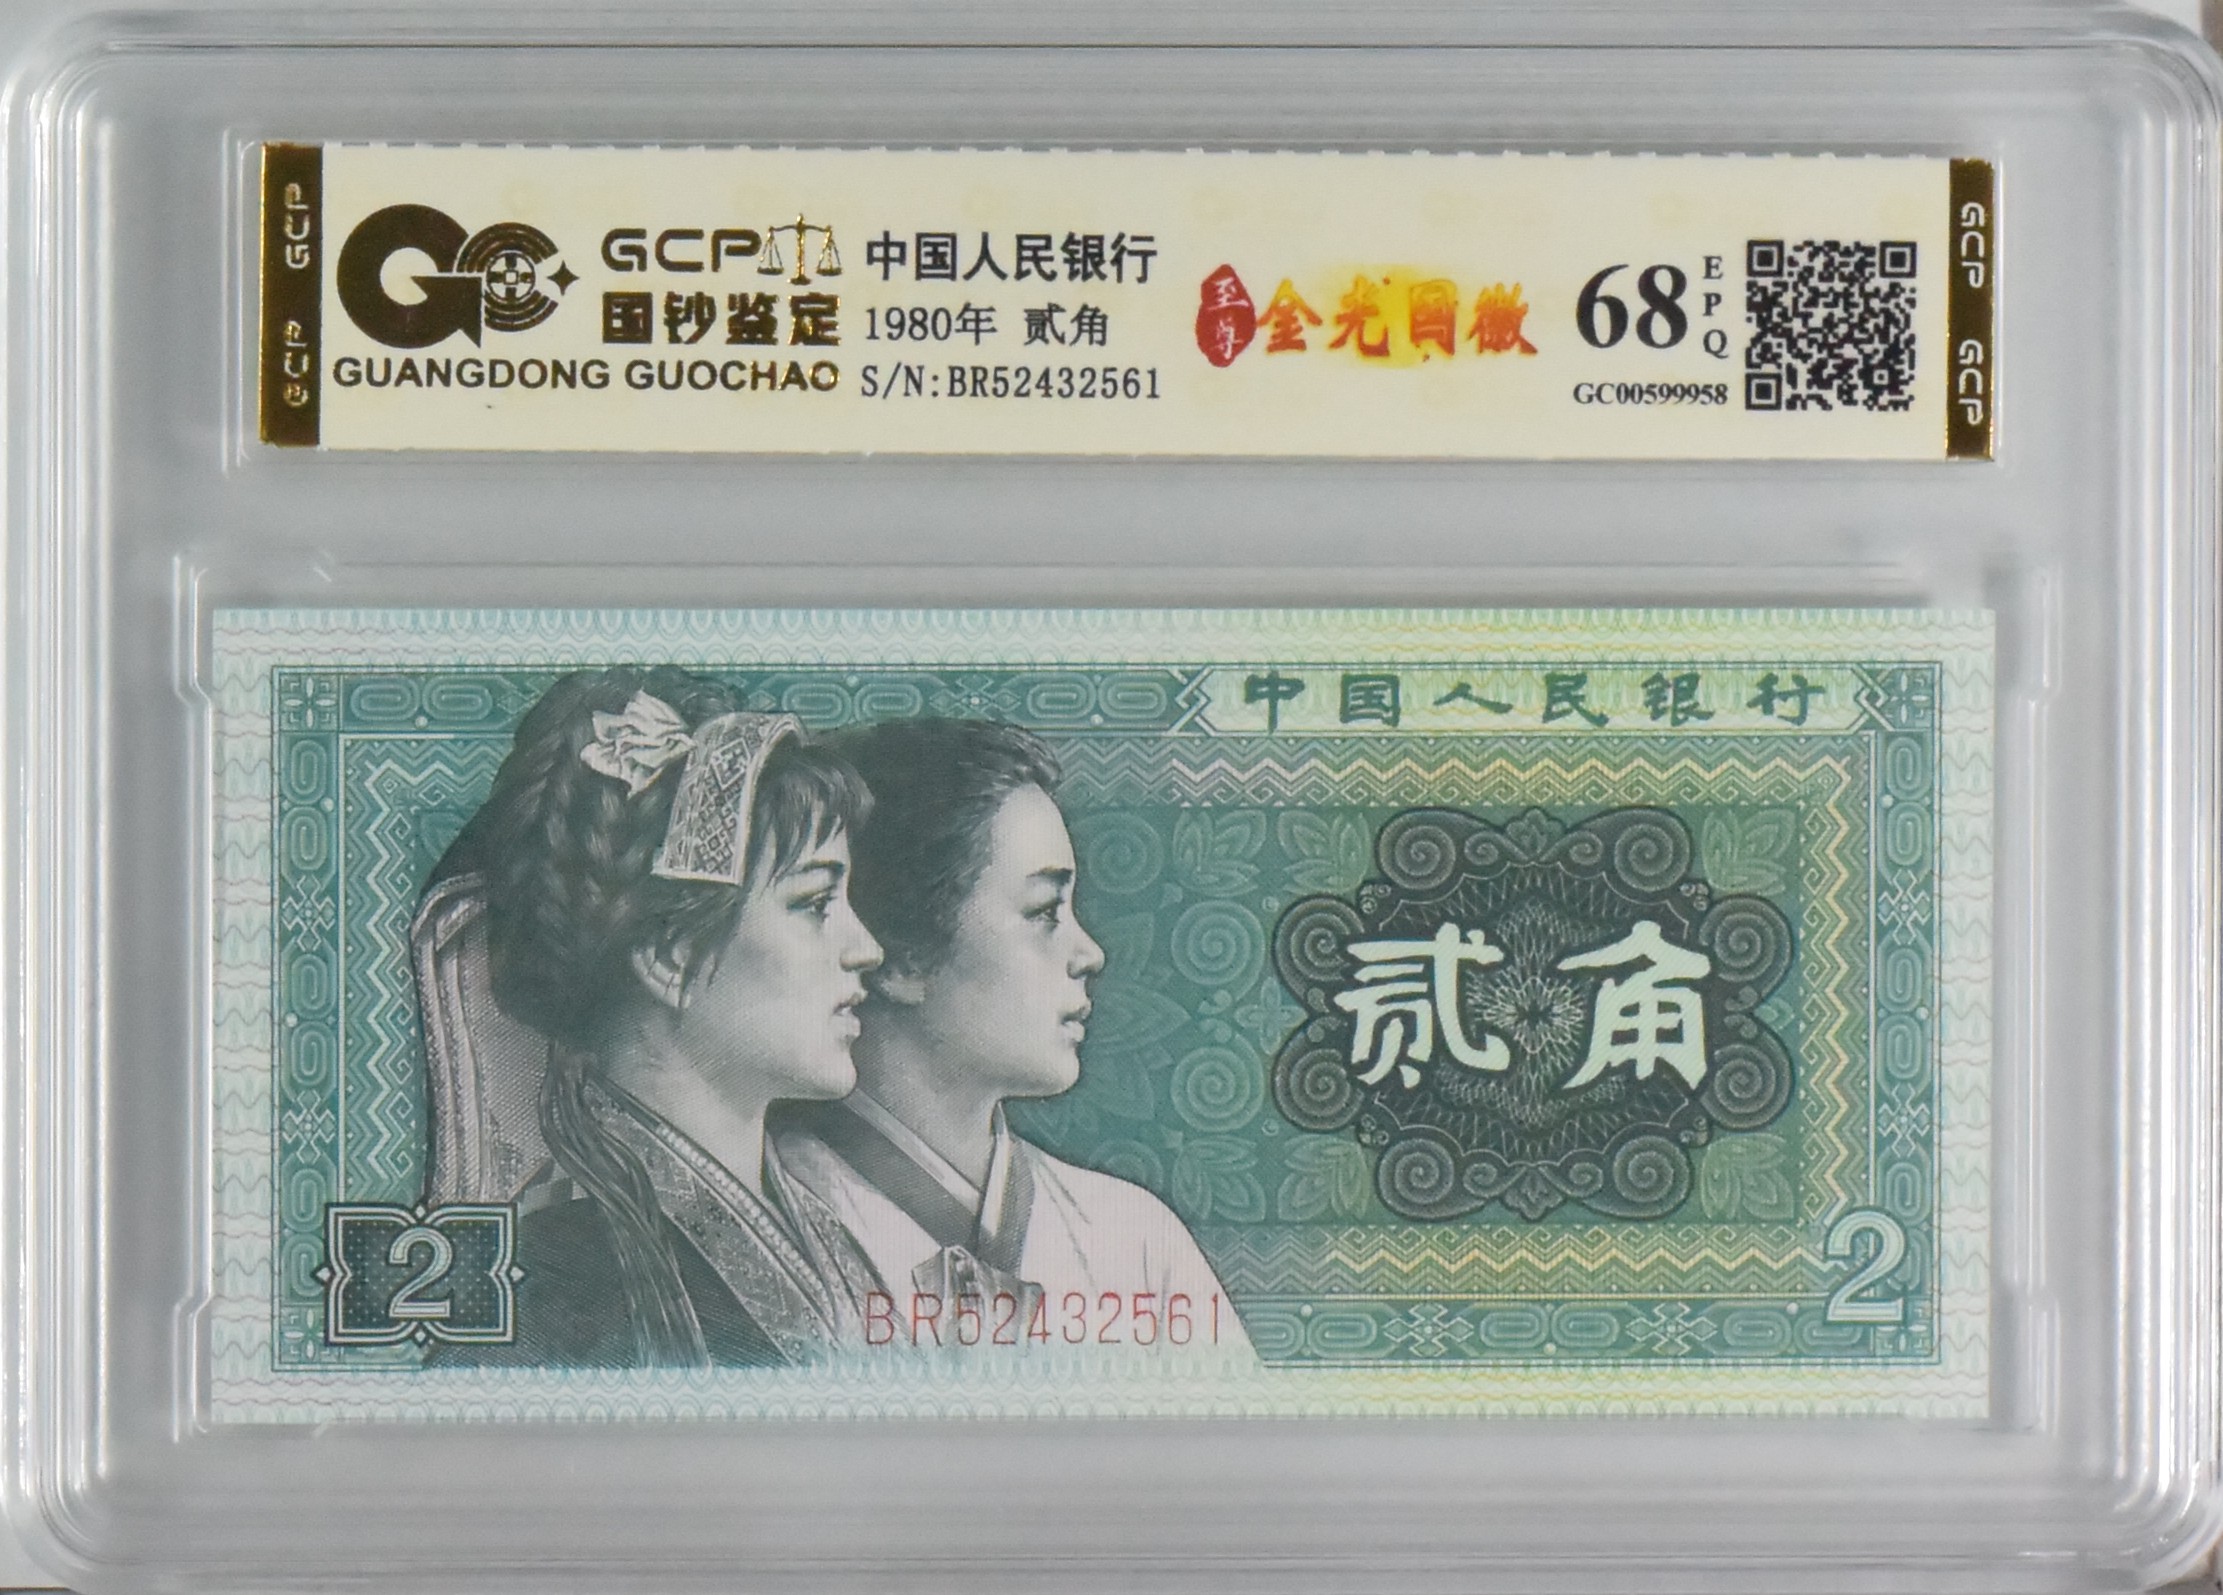 GCP
GCP
GCP
国钞鉴定
GUANGDONG GUOCHAO
中国人民银行
1980年 贰角
S/N:BR52432561
至尊
金光国徽
68
EPQ
GC00599958
GCP
GCP
中国人民银行
贰角
2
2
BR52432561